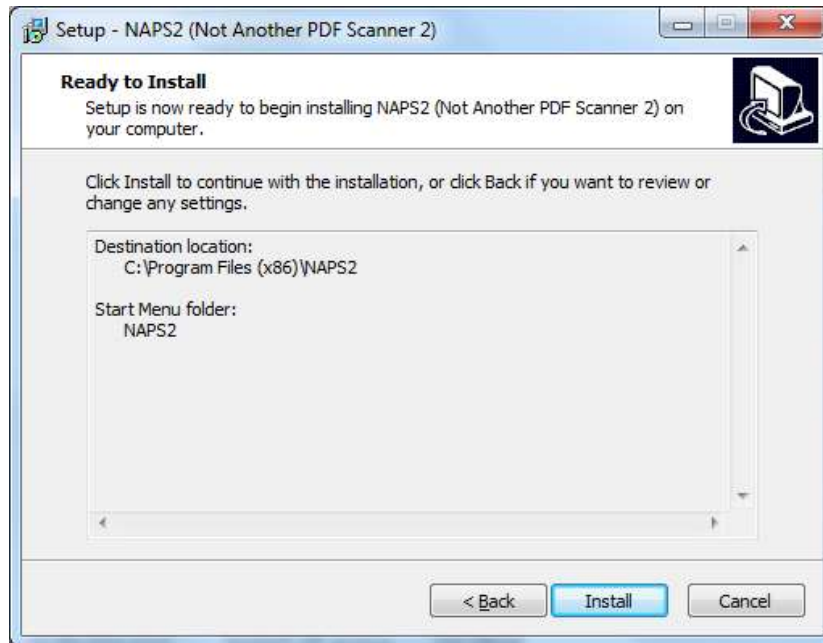 Setup - NAPS2 (Not Another PDF Scanner 2)
Ready to Install
Setup is now ready to begin installing NAPS2 (Not Another PDF Scanner 2) on
your computer.
Click Install to continue with the installation, or click Back if you want to review or
change any settings.
Destination location:
C:\Program Files (x86)\NAPS2
Start Menu folder:
NAPS2
< Back
Install
Cancel